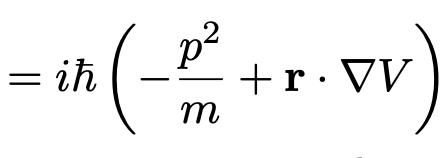 = iℏ ( − p²/m + r · ∇V )